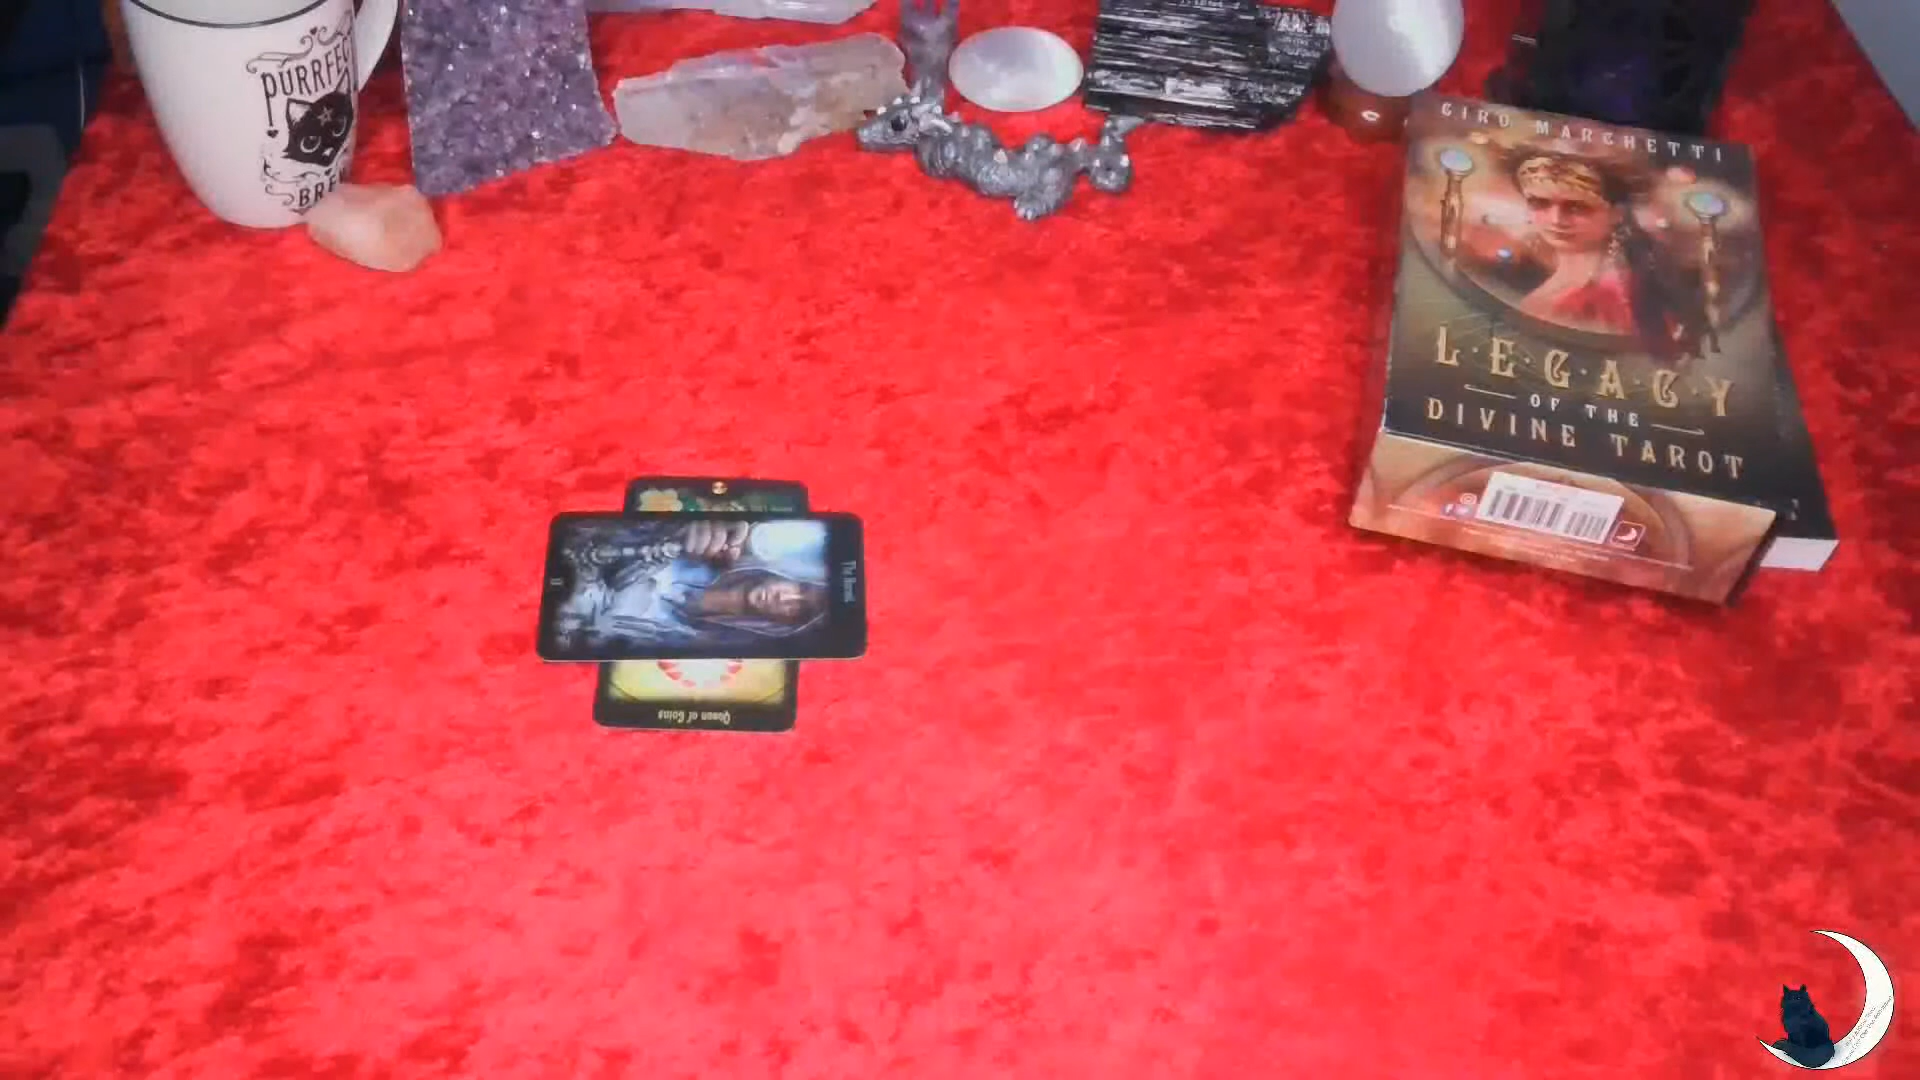 PURRFECT
BREW
CIRO MARCHETTI
L·E·G·A·C·Y
OF THE
DIVINE TAROT
The Hermit
Queen of Coins